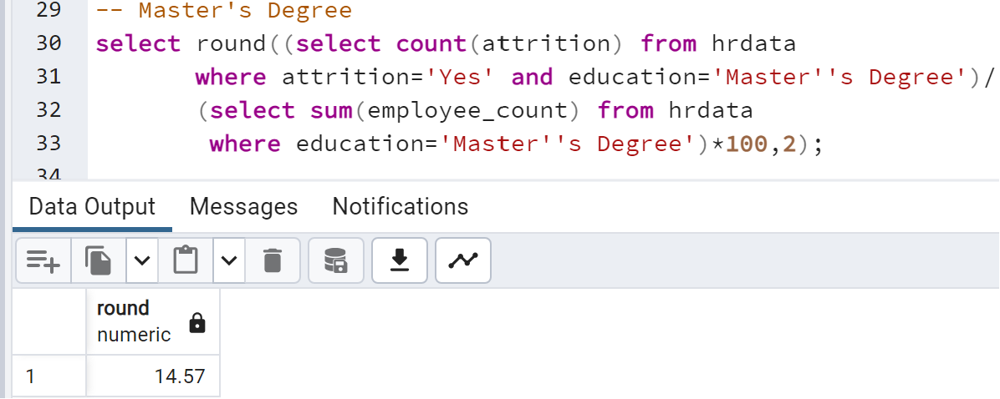 29 -- Master's Degree
30 select round((select count(attrition) from hrdata
31 where attrition='Yes' and education='Master''s Degree')/
32 (select sum(employee_count) from hrdata
33 where education='Master''s Degree')*100,2);
34
Data Output Messages Notifications
round
numeric
1 14.57